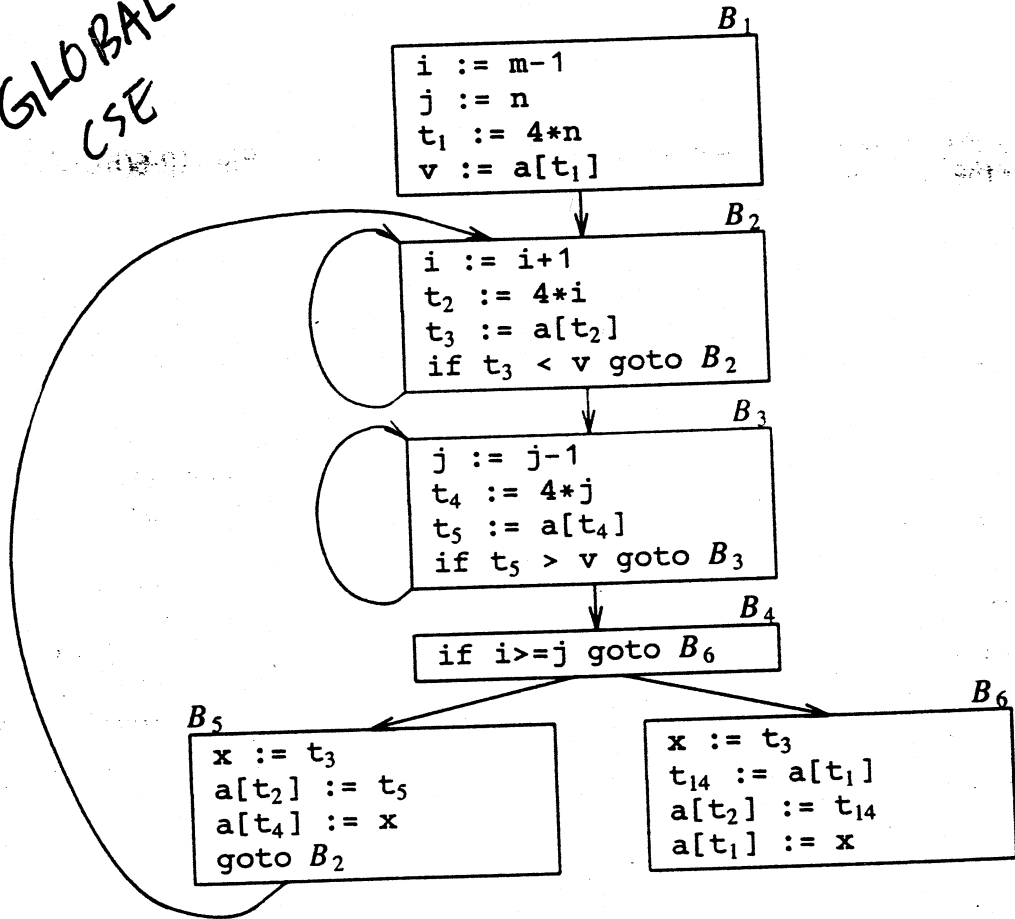 GLOBAL
CSE
B₁
i := m-1
j := n
t₁ := 4*n
v := a[t₁]
B₂
i := i+1
t₂ := 4*i
t₃ := a[t₂]
if t₃ < v goto B₂
B₃
j := j-1
t₄ := 4*j
t₅ := a[t₄]
if t₅ > v goto B₃
B₄
if i>=j goto B₆
B₅
x := t₃
a[t₂] := t₅
a[t₄] := x
goto B₂
B₆
x := t₃
t₁₄ := a[t₁]
a[t₂] := t₁₄
a[t₁] := x